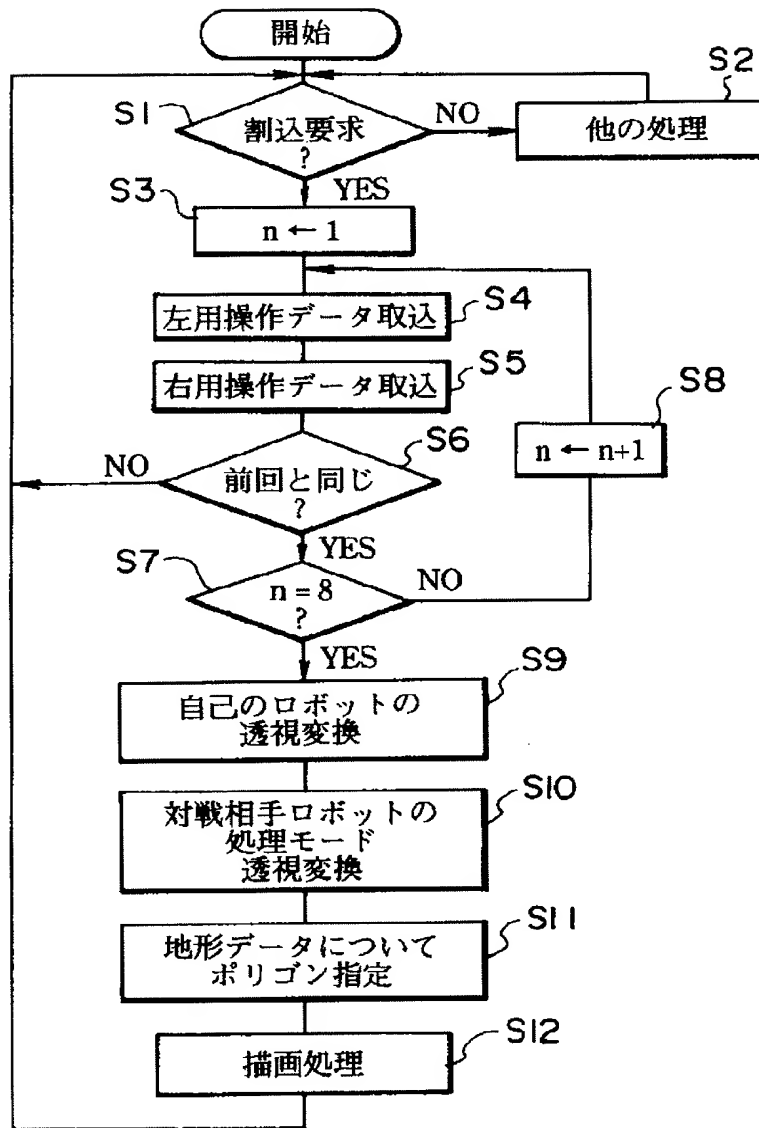 開始
S1
割込要求
?
NO
S2
他の処理
YES
S3
n ← 1
S4
左用操作データ取込
S5
右用操作データ取込
S6
前回と同じ
?
NO
YES
S8
n ← n+1
S7
n = 8
?
NO
YES
S9
自己のロボットの
透視変換
S10
対戦相手ロボットの
処理モード
透視変換
S11
地形データについて
ポリゴン指定
S12
描画処理